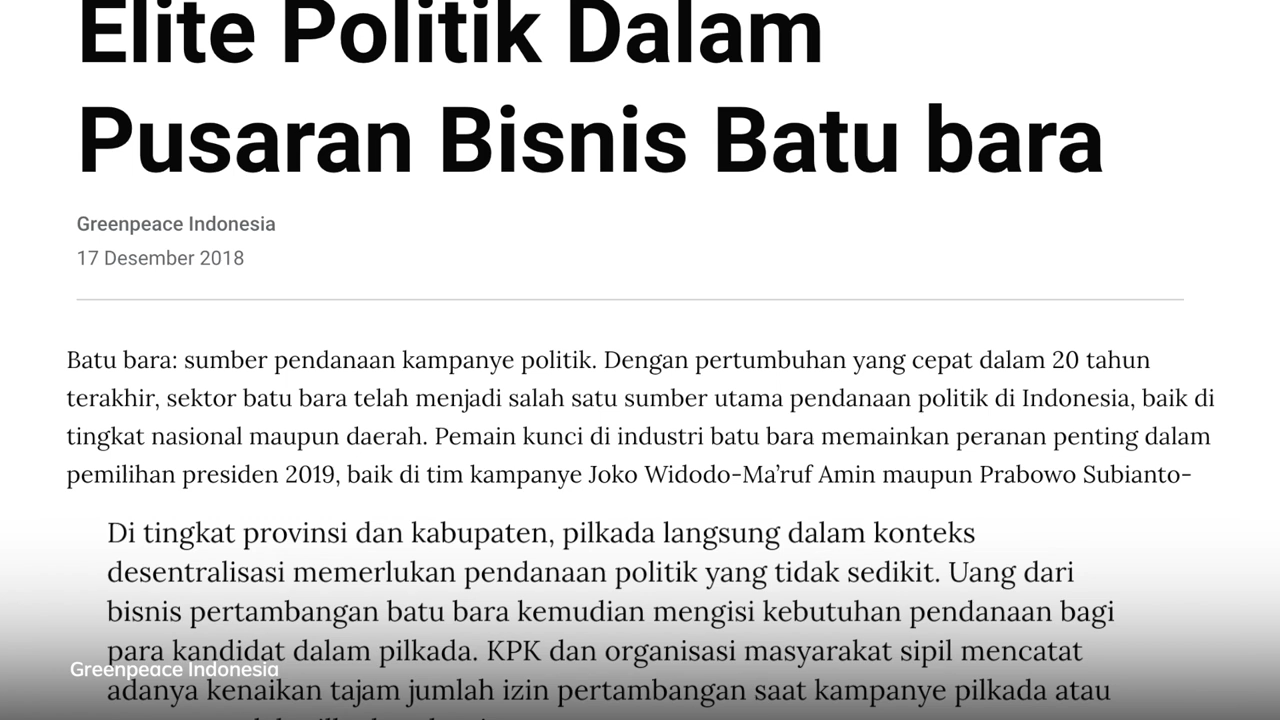 Elite Politik Dalam
Pusaran Bisnis Batu bara
Greenpeace Indonesia
17 Desember 2018
Batu bara: sumber pendanaan kampanye politik. Dengan pertumbuhan yang cepat dalam 20 tahun
terakhir, sektor batu bara telah menjadi salah satu sumber utama pendanaan politik di Indonesia, baik di
tingkat nasional maupun daerah. Pemain kunci di industri batu bara memainkan peranan penting dalam
pemilihan presiden 2019, baik di tim kampanye Joko Widodo-Ma’ruf Amin maupun Prabowo Subianto-
Di tingkat provinsi dan kabupaten, pilkada langsung dalam konteks
desentralisasi memerlukan pendanaan politik yang tidak sedikit. Uang dari
bisnis pertambangan batu bara kemudian mengisi kebutuhan pendanaan bagi
para kandidat dalam pilkada. KPK dan organisasi masyarakat sipil mencatat
Greenpeace Indonesia
adanya kenaikan tajam jumlah izin pertambangan saat kampanye pilkada atau